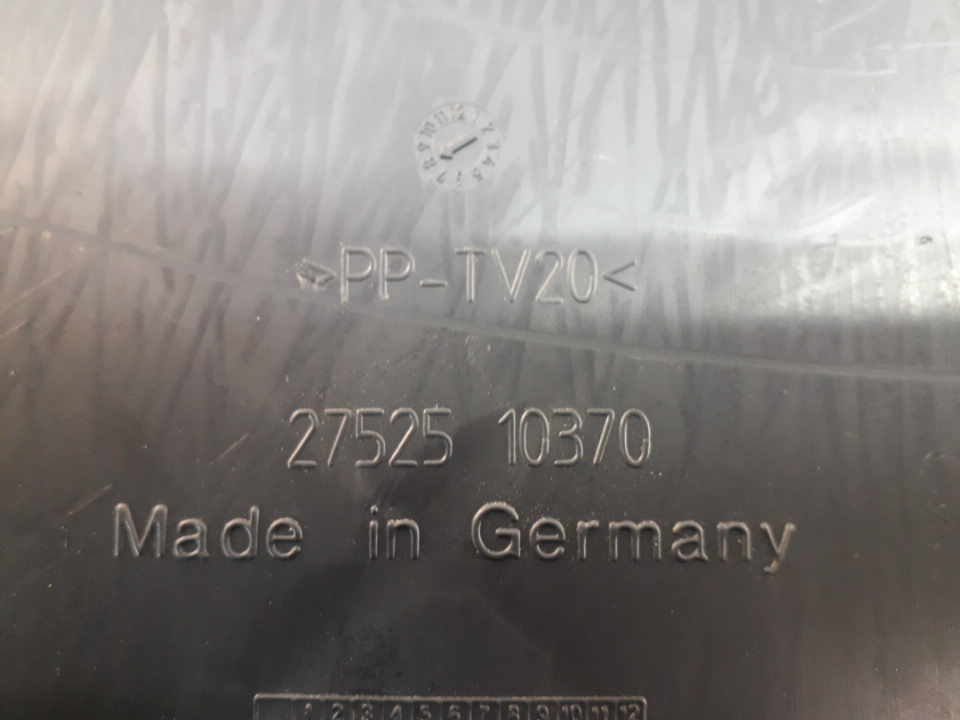 >PP-TV20<
27525 10370
Made in Germany
1 2 3 4 5 6 7 8 9 10 11 12